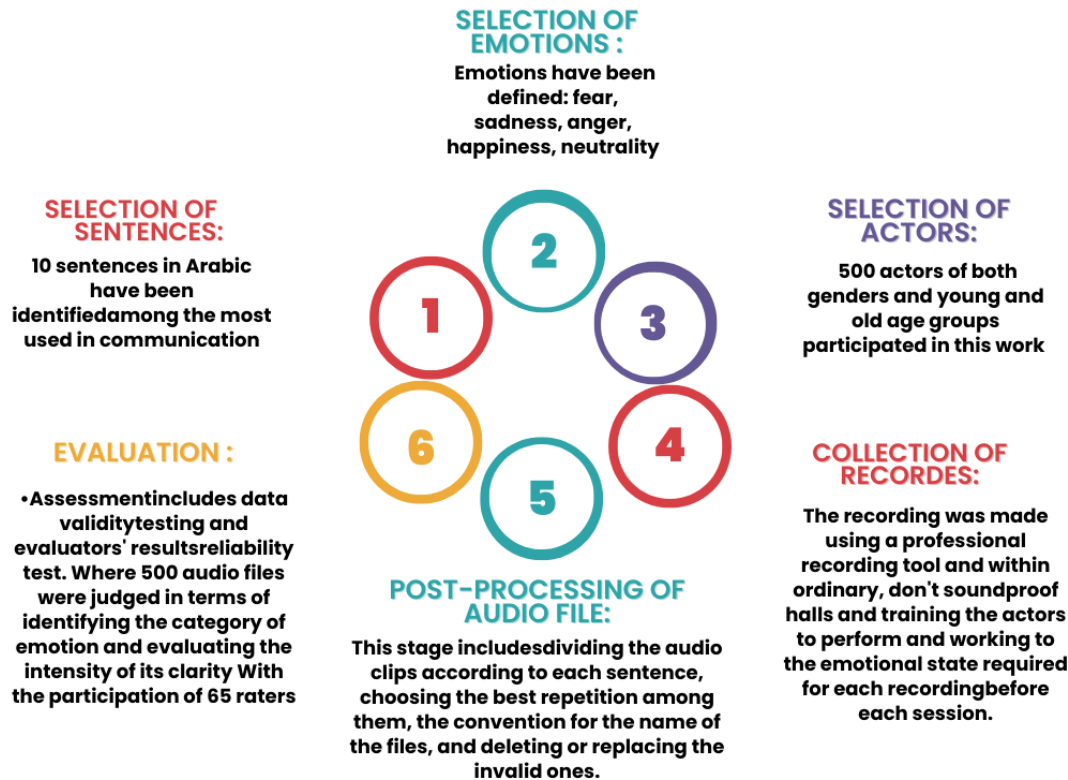 SELECTION OF
SENTENCES:
10 sentences in Arabic
have been
identifiedamong the most
used in communication
1
SELECTION OF
EMOTIONS :
Emotions have been
defined: fear,
sadness, anger,
happiness, neutrality
2
SELECTION OF
ACTORS:
500 actors of both
genders and young and
old age groups
participated in this work
3
COLLECTION OF
RECORDES:
The recording was made
using a professional
recording tool and within
ordinary, don't soundproof
halls and training the actors
to perform and working to
the emotional state required
for each recordingbefore
each session.
4
POST-PROCESSING OF
AUDIO FILE:
This stage includesdividing the audio
clips according to each sentence,
choosing the best repetition among
them, the convention for the name of
the files, and deleting or replacing the
invalid ones.
5
EVALUATION :
•Assessmentincludes data
validitytesting and
evaluators' resultsreliability
test. Where 500 audio files
were judged in terms of
identifying the category of
emotion and evaluating the
intensity of its clarity With
the participation of 65 raters
6